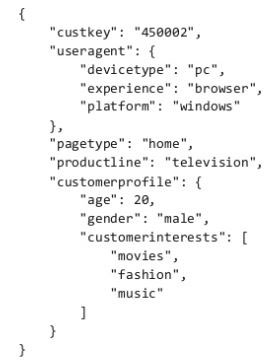 {
    "custkey": "450002",
    "useragent": {
        "devicetype": "pc",
        "experience": "browser",
        "platform": "windows"
    },
    "pagetype": "home",
    "productline": "television",
    "customerprofile": {
        "age": 20,
        "gender": "male",
        "customerinterests": [
            "movies",
            "fashion",
            "music"
        ]
    }
}